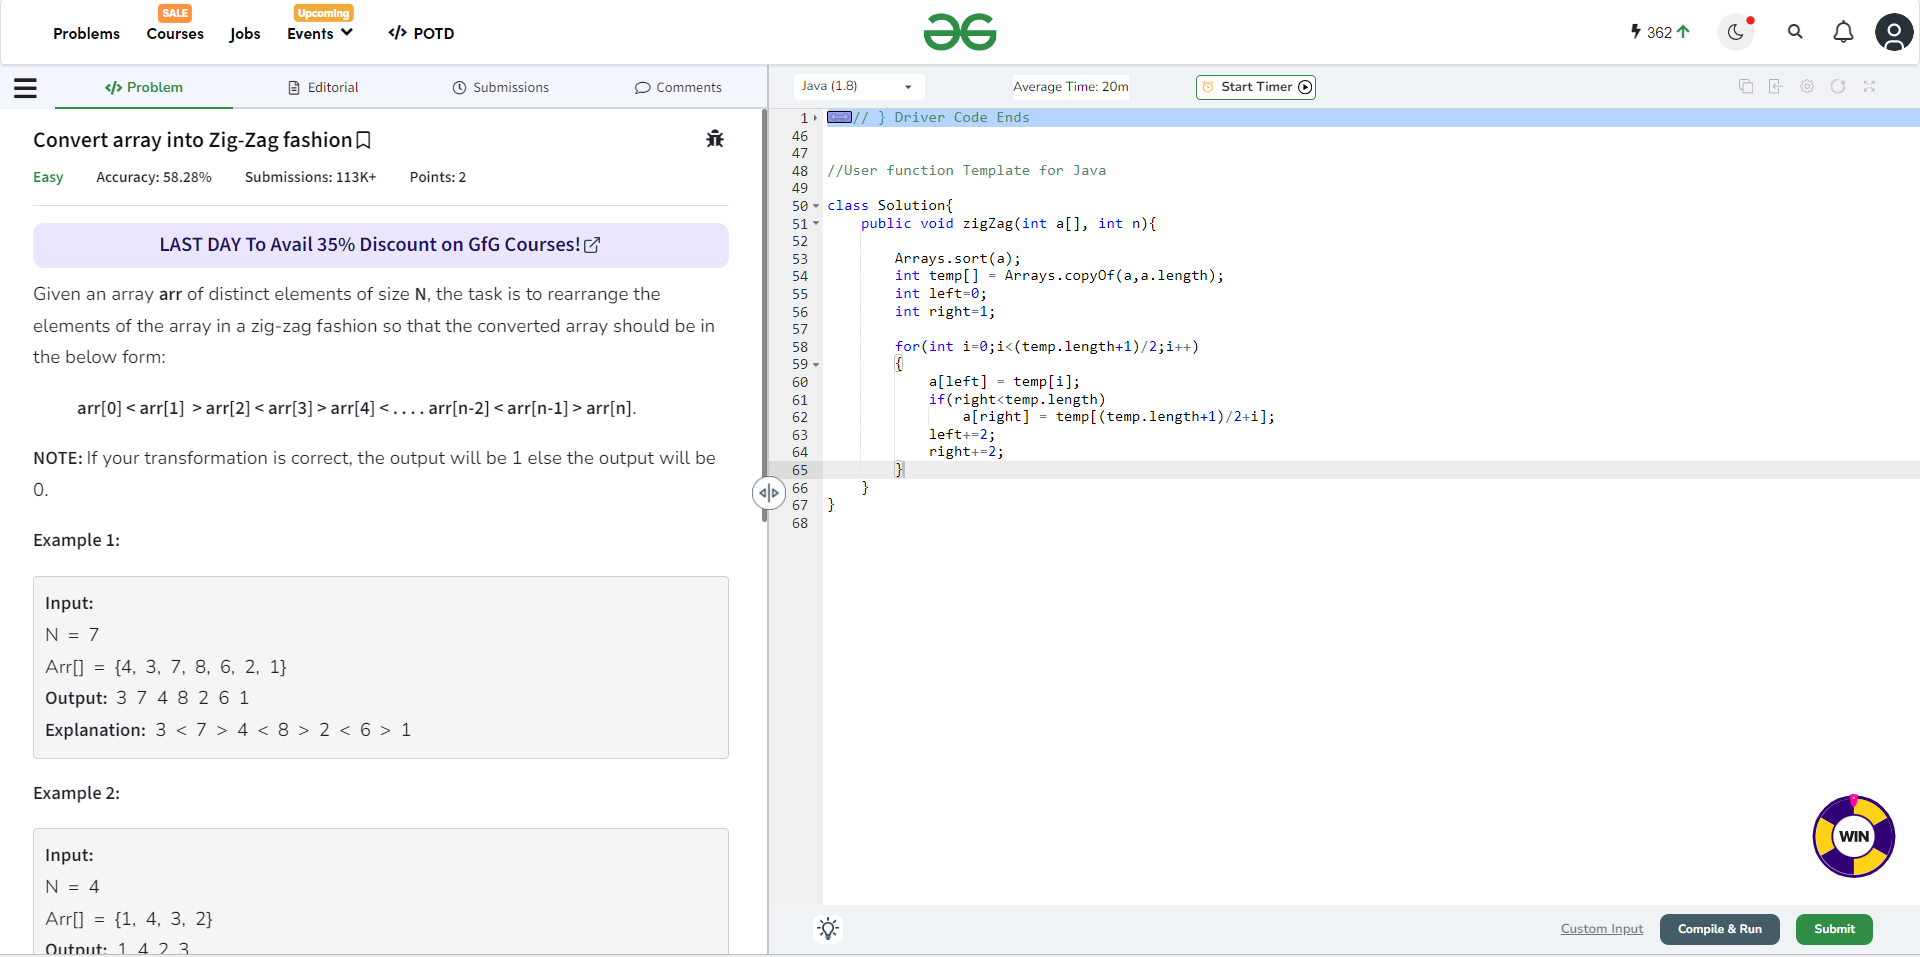 SALE
Upcoming
Problems Courses Jobs Events </> POTD
362
</> Problem Editorial Submissions Comments
Java (1.8) Average Time: 20m Start Timer
Convert array into Zig-Zag fashion
Easy Accuracy: 58.28% Submissions: 113K+ Points: 2
LAST DAY To Avail 35% Discount on GfG Courses!
Given an array arr of distinct elements of size N, the task is to rearrange the
elements of the array in a zig-zag fashion so that the converted array should be in
the below form:
arr[0] < arr[1] > arr[2] < arr[3] > arr[4] < . . . . arr[n-2] < arr[n-1] > arr[n].
NOTE: If your transformation is correct, the output will be 1 else the output will be
0.
Example 1:
Input:
N = 7
Arr[] = {4, 3, 7, 8, 6, 2, 1}
Output: 3 7 4 8 2 6 1
Explanation: 3 < 7 > 4 < 8 > 2 < 6 > 1
Example 2:
Input:
N = 4
Arr[] = {1, 4, 3, 2}
Output: 1 4 2 3
1 // } Driver Code Ends
46
47
48 //User function Template for Java
49
50 class Solution{
51 public void zigZag(int a[], int n){
52
53 Arrays.sort(a);
54 int temp[] = Arrays.copyOf(a,a.length);
55 int left=0;
56 int right=1;
57
58 for(int i=0;i<(temp.length+1)/2;i++)
59 {
60 a[left] = temp[i];
61 if(right<temp.length)
62 a[right] = temp[(temp.length+1)/2+i];
63 left+=2;
64 right+=2;
65 }
66 }
67 }
68
WIN
Custom Input Compile & Run Submit